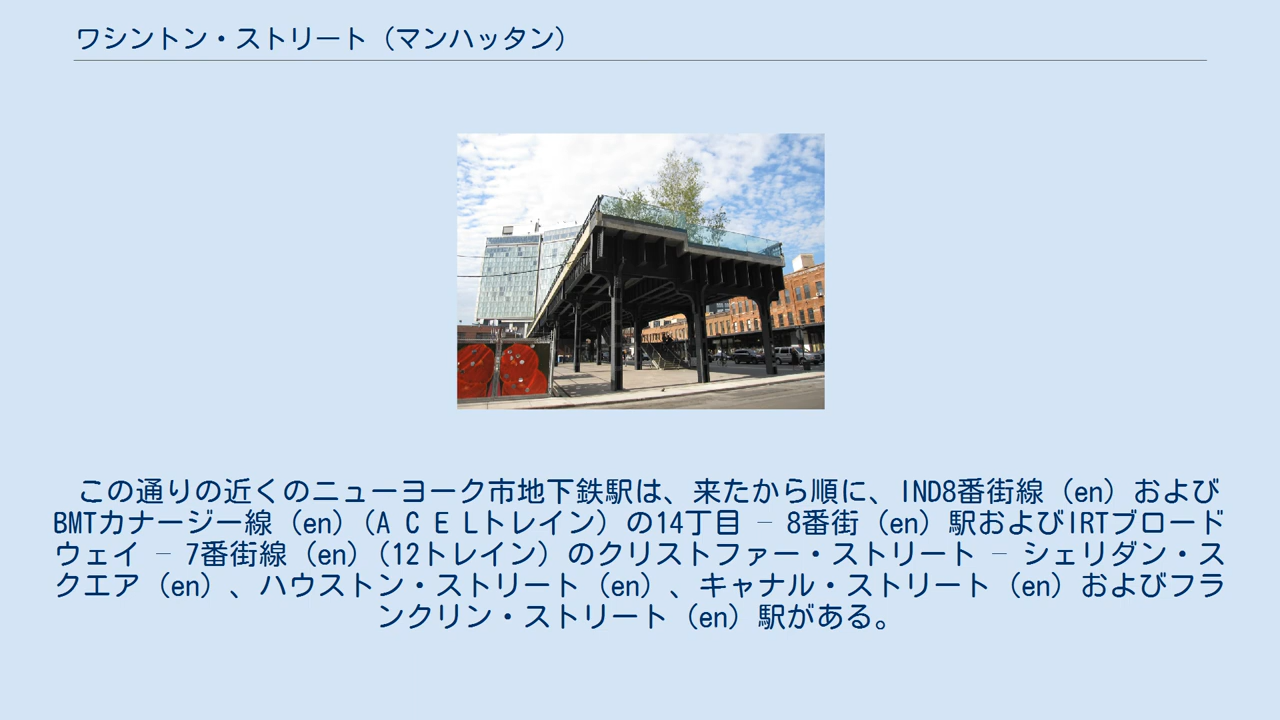 ワシントン・ストリート（マンハッタン）
この通りの近くのニューヨーク市地下鉄駅は、来たから順に、IND8番街線（en）および
BMTカナージー線（en）（A C E Lトレイン）の14丁目 – 8番街（en）駅およびIRTブロード
ウェイ – 7番街線（en）（12トレイン）のクリストファー・ストリート – シェリダン・ス
クエア（en）、ハウストン・ストリート（en）、キャナル・ストリート（en）およびフラ
ンクリン・ストリート（en）駅がある。